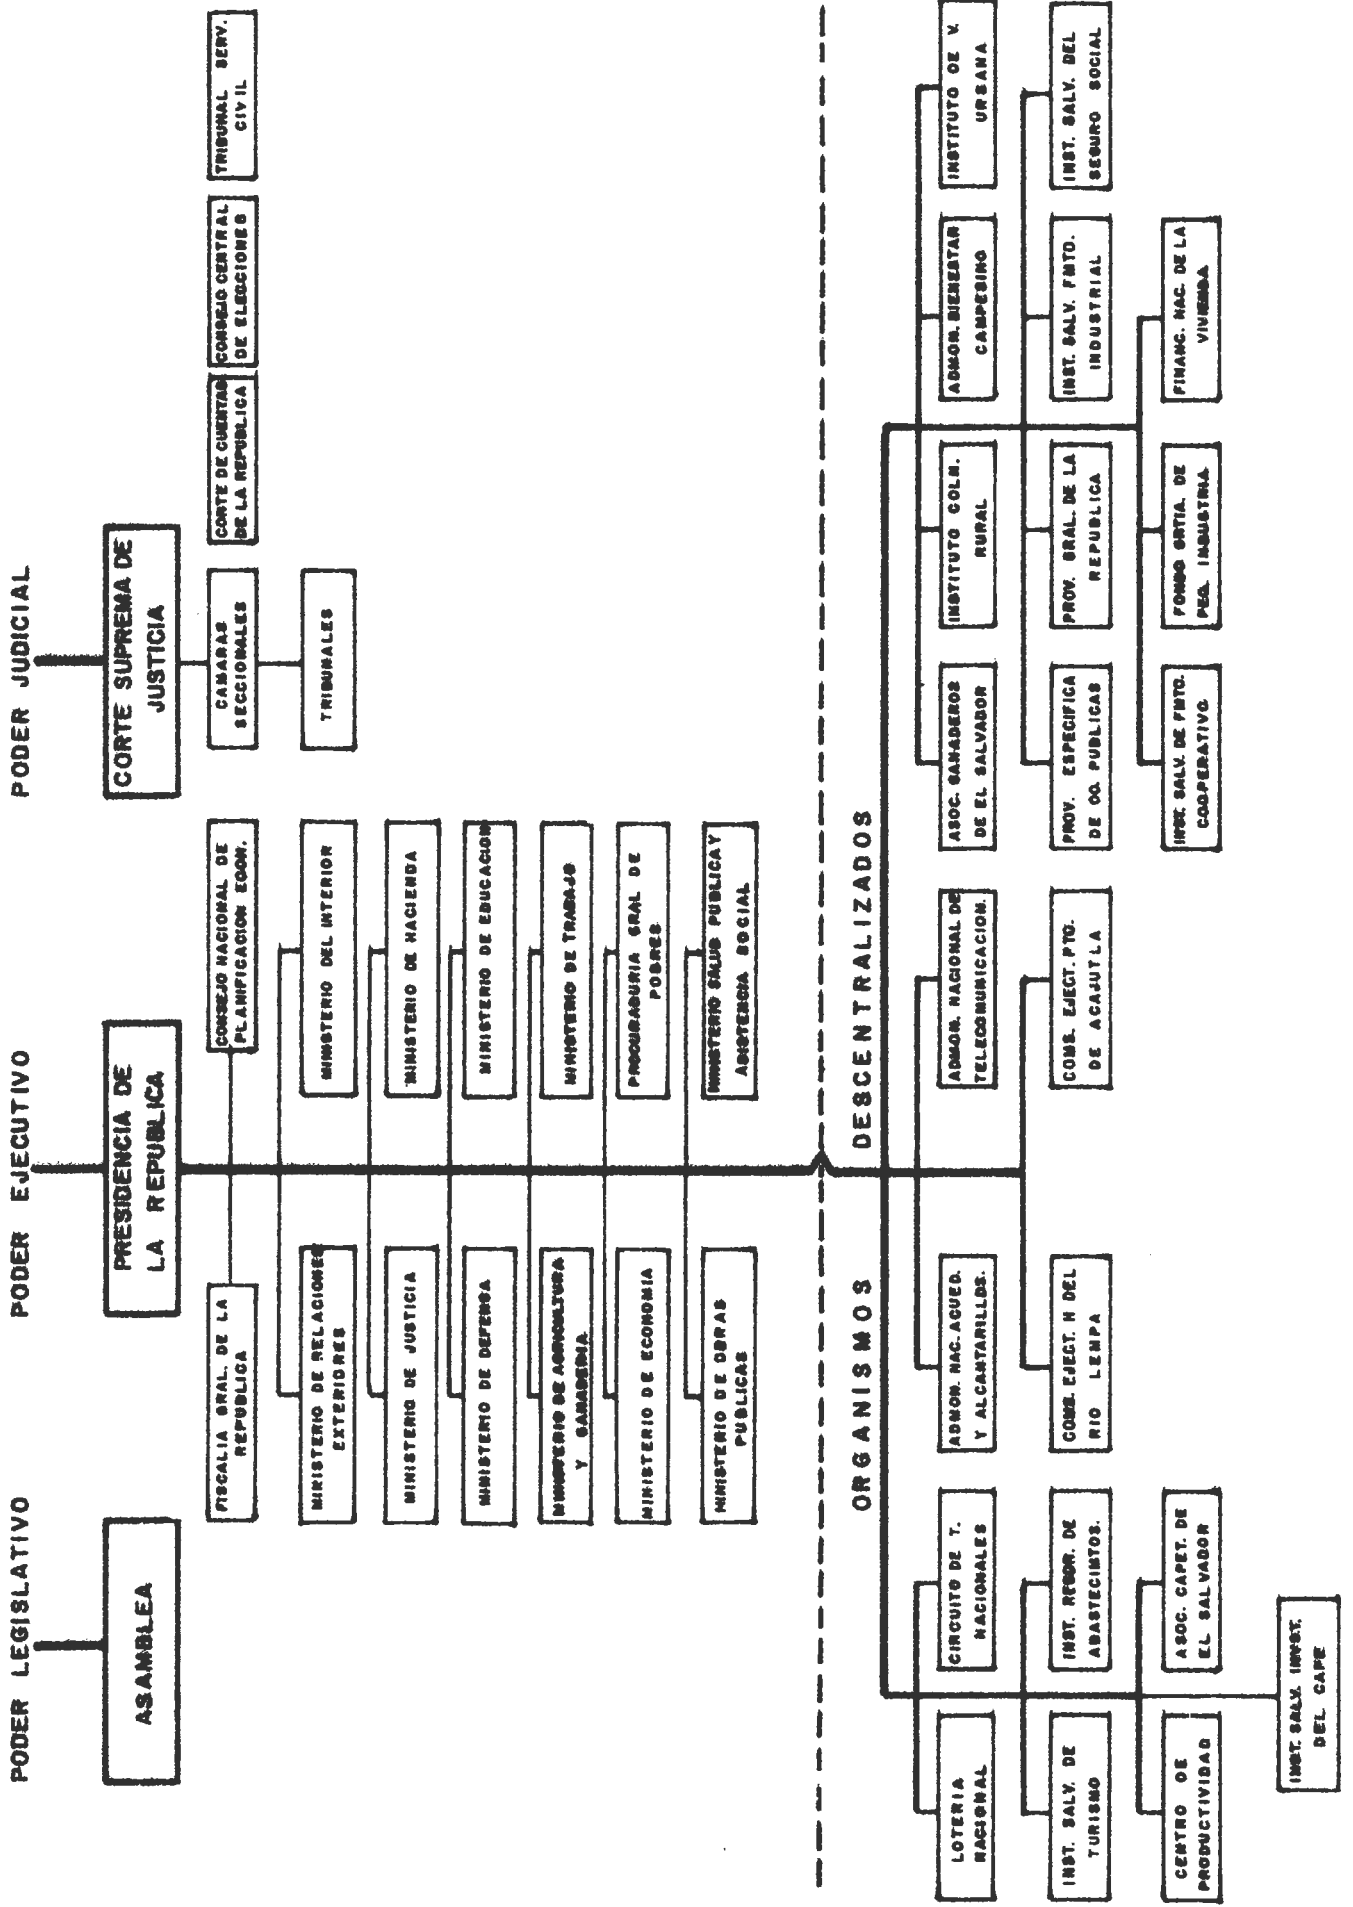 PODER LEGISLATIVO
PODER EJECUTIVO
PODER JUDICIAL
ASAMBLEA
PRESIDENCIA DE
LA REPUBLICA
CORTE SUPREMA DE
JUSTICIA
FISCALIA GRAL. DE LA
REPUBLICA
CONSEJO NACIONAL DE
PLANIFICACION ECON.
CAMARAS
SECCIONALES
CORTE DE CUENTAS
DE LA REPUBLICA
CONSEJO CENTRAL
DE ELECCIONES
TRIBUNAL SERV.
CIVIL
MINISTERIO DE RELACIONES
EXTERIORES
MINISTERIO DEL INTERIOR
TRIBUNALES
MINISTERIO DE JUSTICIA
MINISTERIO DE HACIENDA
MINISTERIO DE DEFENSA
MINISTERIO DE EDUCACION
MINISTERIO DE AGRICULTURA
Y GANADERIA
MINISTERIO DE TRABAJO
MINISTERIO DE ECONOMIA
PROCURADURIA GRAL DE
POBRES
MINISTERIO DE OBRAS
PUBLICAS
MINISTERIO SALUD PUBLICA Y
ASISTENCIA SOCIAL
ORGANISMOS DESCENTRALIZADOS
LOTERIA
NACIONAL
CIRCUITO DE T.
NACIONALES
ADMON. NAC. ACUED.
Y ALCANTARILLDS.
ADMON. NACIONAL DE
TELECOMUNICACION.
ASOC. GANADEROS
DE EL SALVADOR
INSTITUTO COLN.
RURAL
ADMON. BIENESTAR
CAMPESINO
INSTITUTO DE V.
URBANA
INST. SALV. DE
TURISMO
INST. REGDR. DE
ABASTECIMTOS.
COMS. EJECT. H DEL
RIO LEMPA
COMS. EJECT. PTO.
DE ACAJUTLA
PROV. ESPECIFICA
DE OO. PUBLICAS
PROV. GRAL. DE LA
REPUBLICA
INST. SALV. FMTO.
INDUSTRIAL
INST. SALV. DEL
SEGURO SOCIAL
CENTRO DE
PRODUCTIVIDAD
ASOC. CAFET. DE
EL SALVADOR
INST. SALV. DE FMTO.
COOPERATIVO
FONDO GRTIA. DE
PEQ. INDUSTRIA
FINANC. NAC. DE LA
VIVIENDA
INST. SALV. INVST.
DEL CAFE